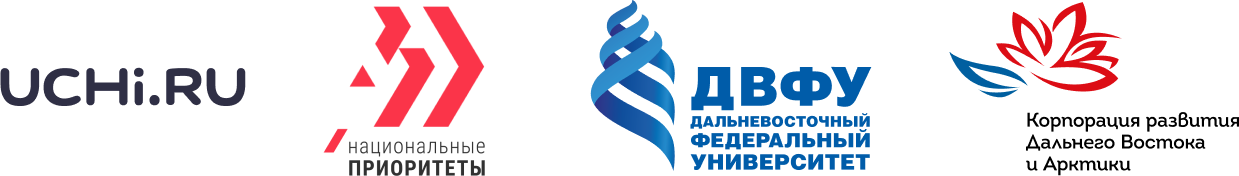 UCHi.RU
национальные
ПРИОРИТЕТЫ
ДВФУ
ДАЛЬНЕВОСТОЧНЫЙ
ФЕДЕРАЛЬНЫЙ
УНИВЕРСИТЕТ
Корпорация развития
Дальнего Востока
и Арктики